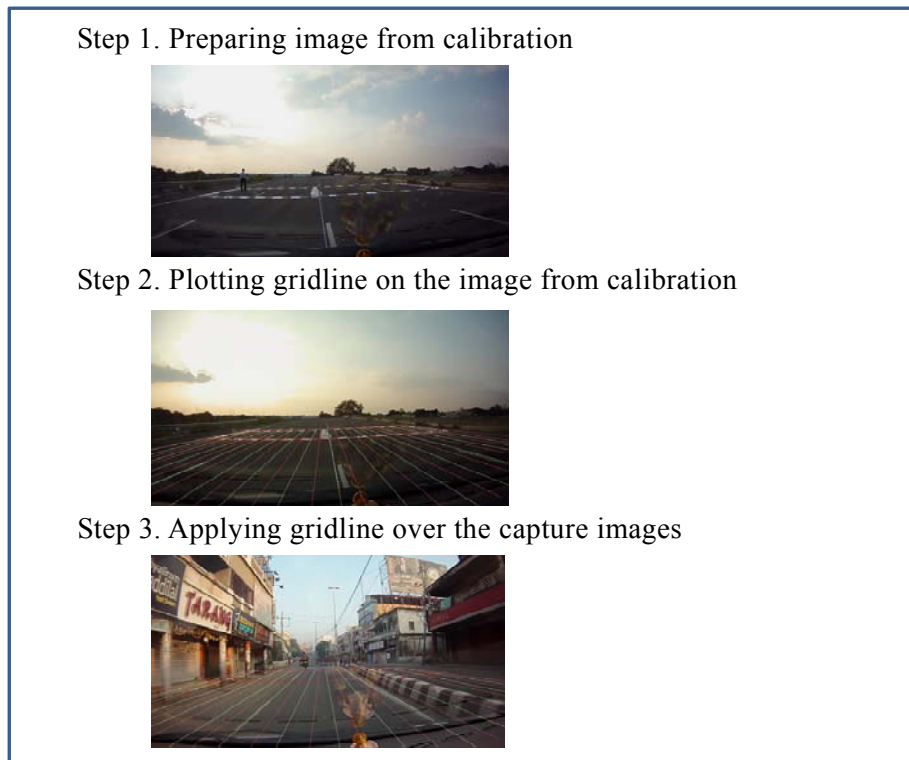 Step 1. Preparing image from calibration
Step 2. Plotting gridline on the image from calibration
Step 3. Applying gridline over the capture images
TARANG